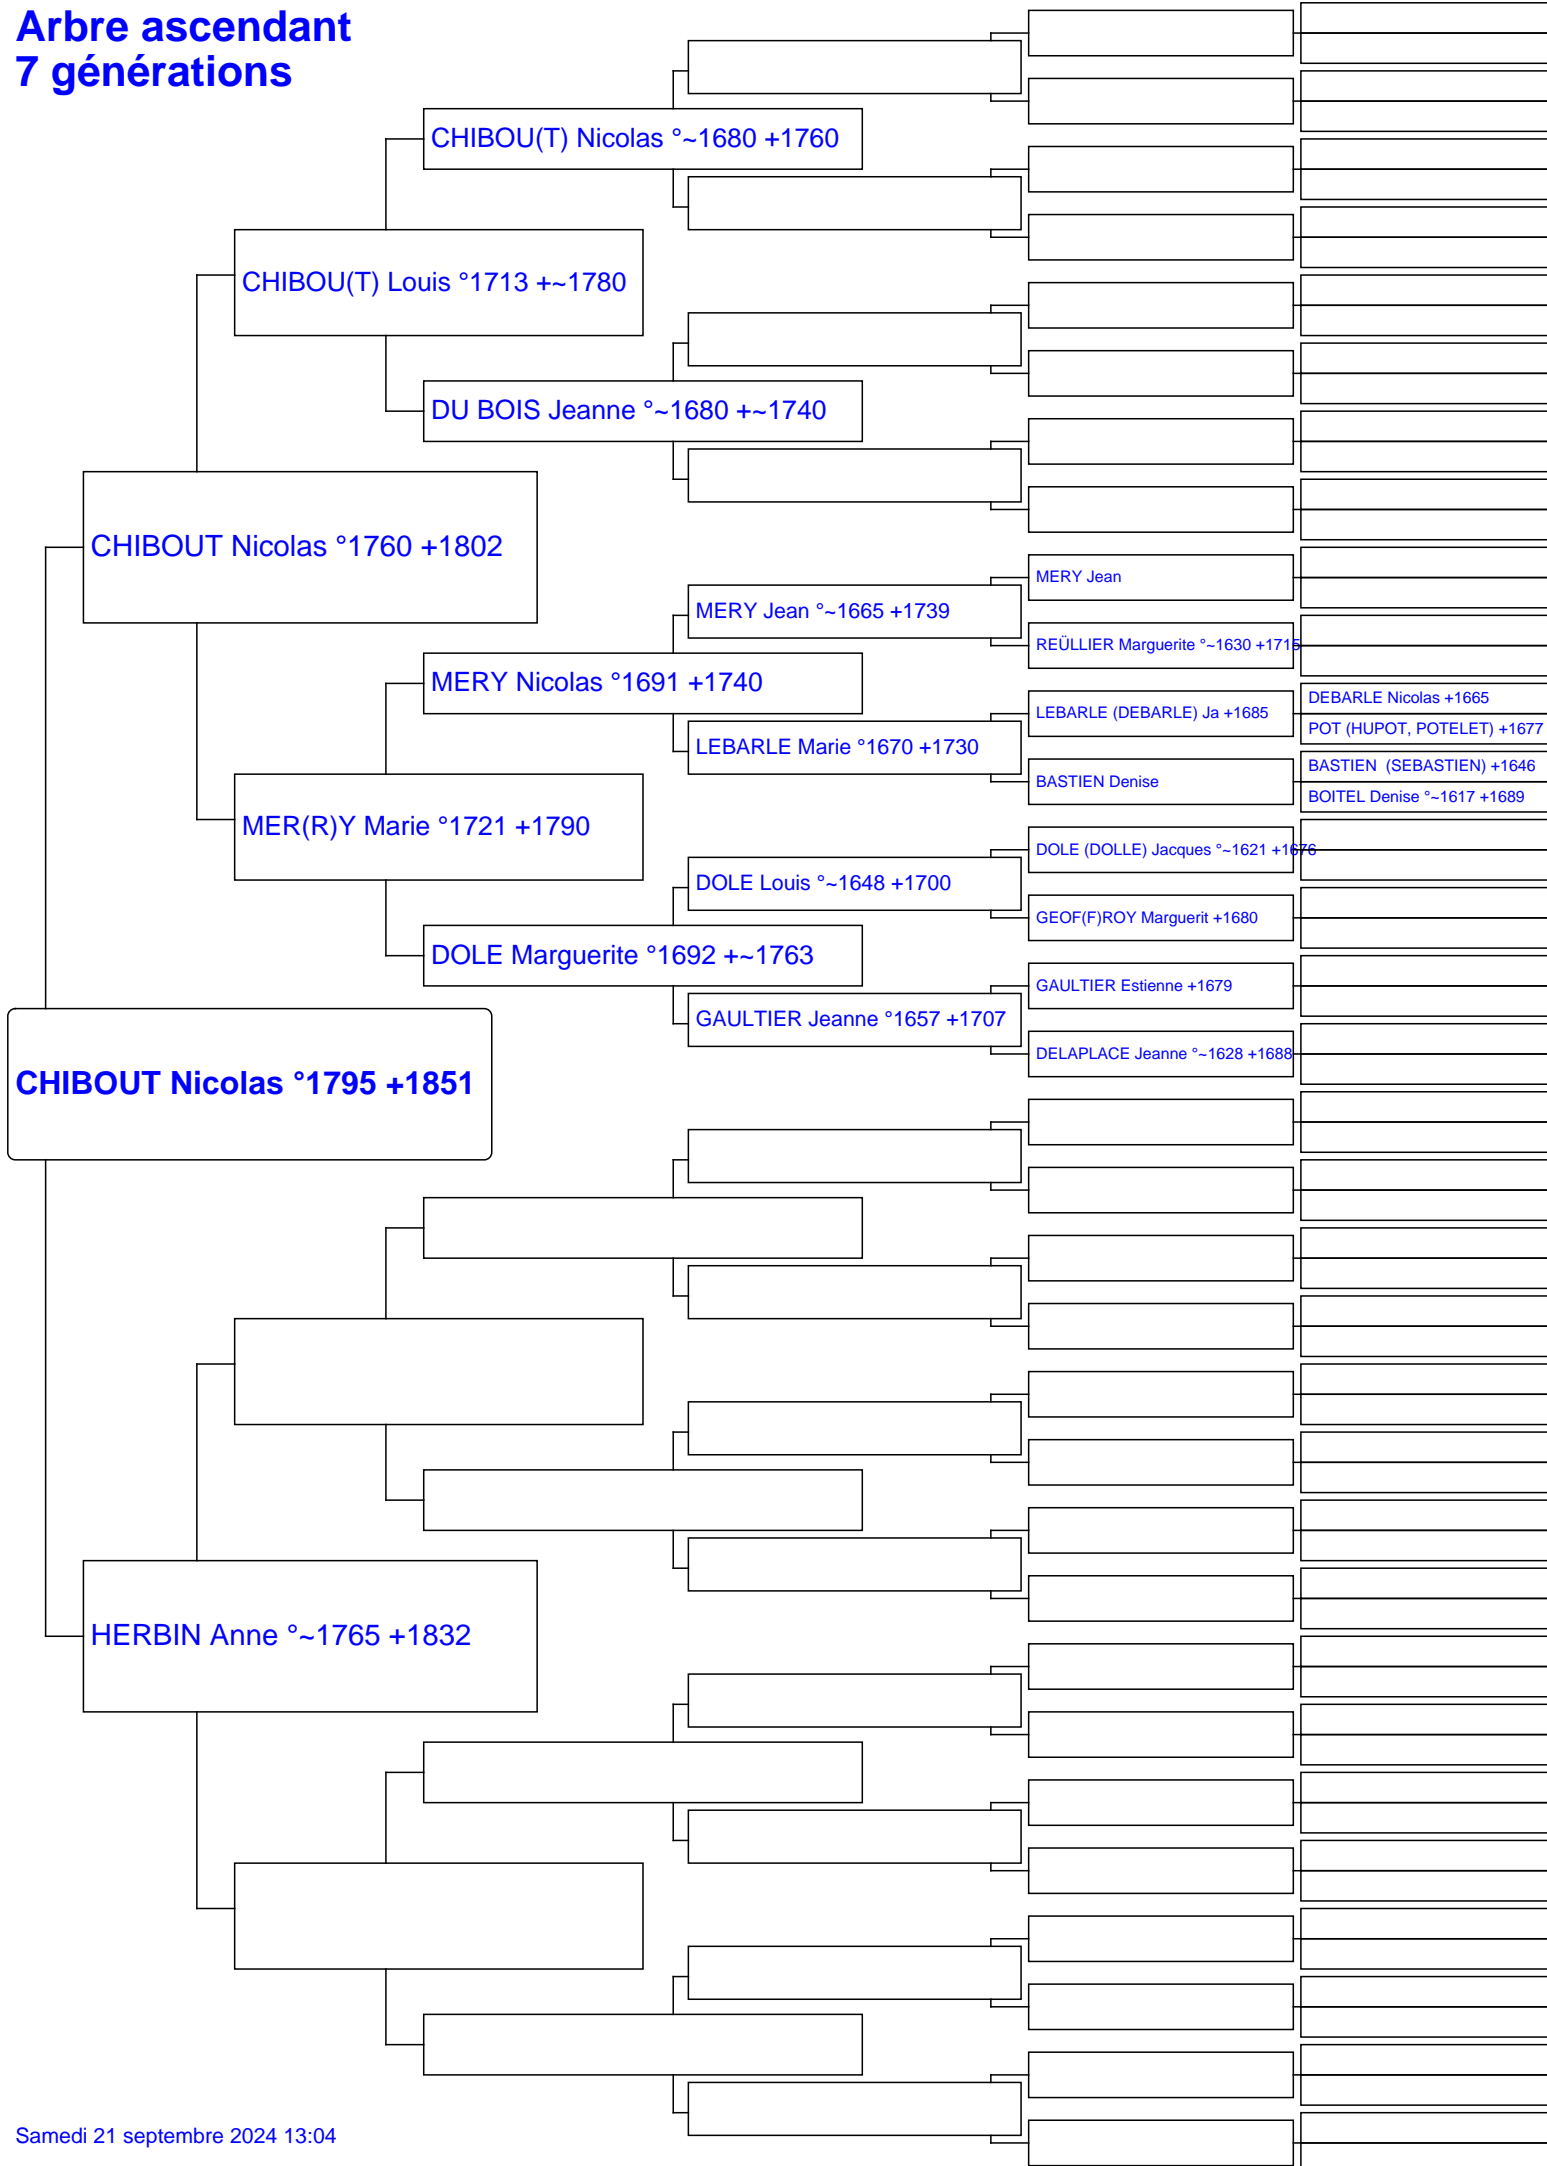 Arbre ascendant
7 générations
CHIBOU(T) Nicolas °~1680 +1760
CHIBOU(T) Louis °1713 +~1780
DU BOIS Jeanne °~1680 +~1740
CHIBOUT Nicolas °1760 +1802
MERY Jean
MERY Jean °~1665 +1739
REÜLLIER Marguerite °~1630 +1715
MERY Nicolas °1691 +1740
DEBARLE Nicolas +1665
LEBARLE (DEBARLE) Ja +1685
POT (HUPOT, POTELET) +1677
LEBARLE Marie °1670 +1730
BASTIEN  (SEBASTIEN) +1646
BASTIEN Denise
BOITEL Denise °~1617 +1689
MER(R)Y Marie °1721 +1790
DOLE (DOLLE) Jacques °~1621 +1676
DOLE Louis °~1648 +1700
GEOF(F)ROY Marguerit +1680
DOLE Marguerite °1692 +~1763
GAULTIER Estienne +1679
GAULTIER Jeanne °1657 +1707
DELAPLACE Jeanne °~1628 +1688
CHIBOUT Nicolas °1795 +1851
HERBIN Anne °~1765 +1832
Samedi 21 septembre 2024 13:04